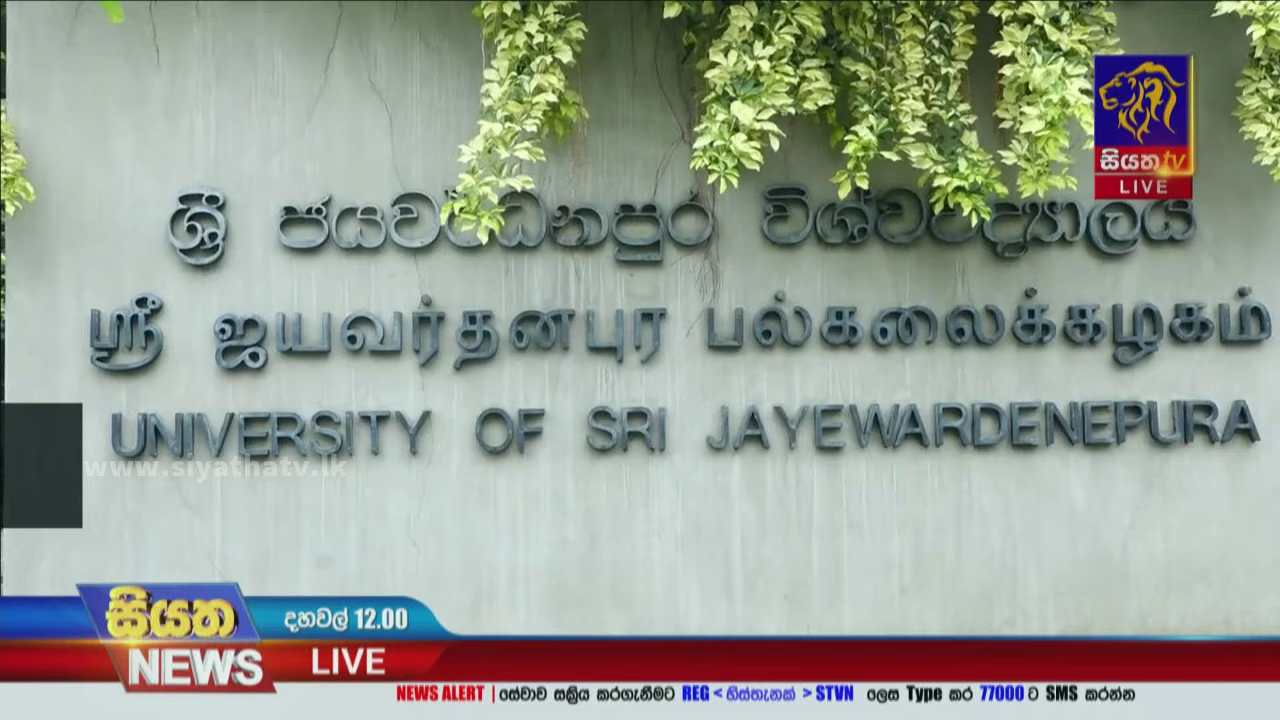 සියත tv
LIVE
ශ්‍රී ජයවර්ධනපුර විශ්වවිද්‍යාලය
ஸ்ரீ ஜயவர்தனபுர பல்கலைக்கழகம்
UNIVERSITY OF SRI JAYEWARDENEPURA
www.siyathatv.lk
සියත
දහවල් 12.00
NEWS
LIVE
NEWS ALERT | සේවාව සක්‍රිය කරගැනීමට REG < හිස්තැනක් > STVN ලෙස Type කර 77000 ට SMS කරන්න